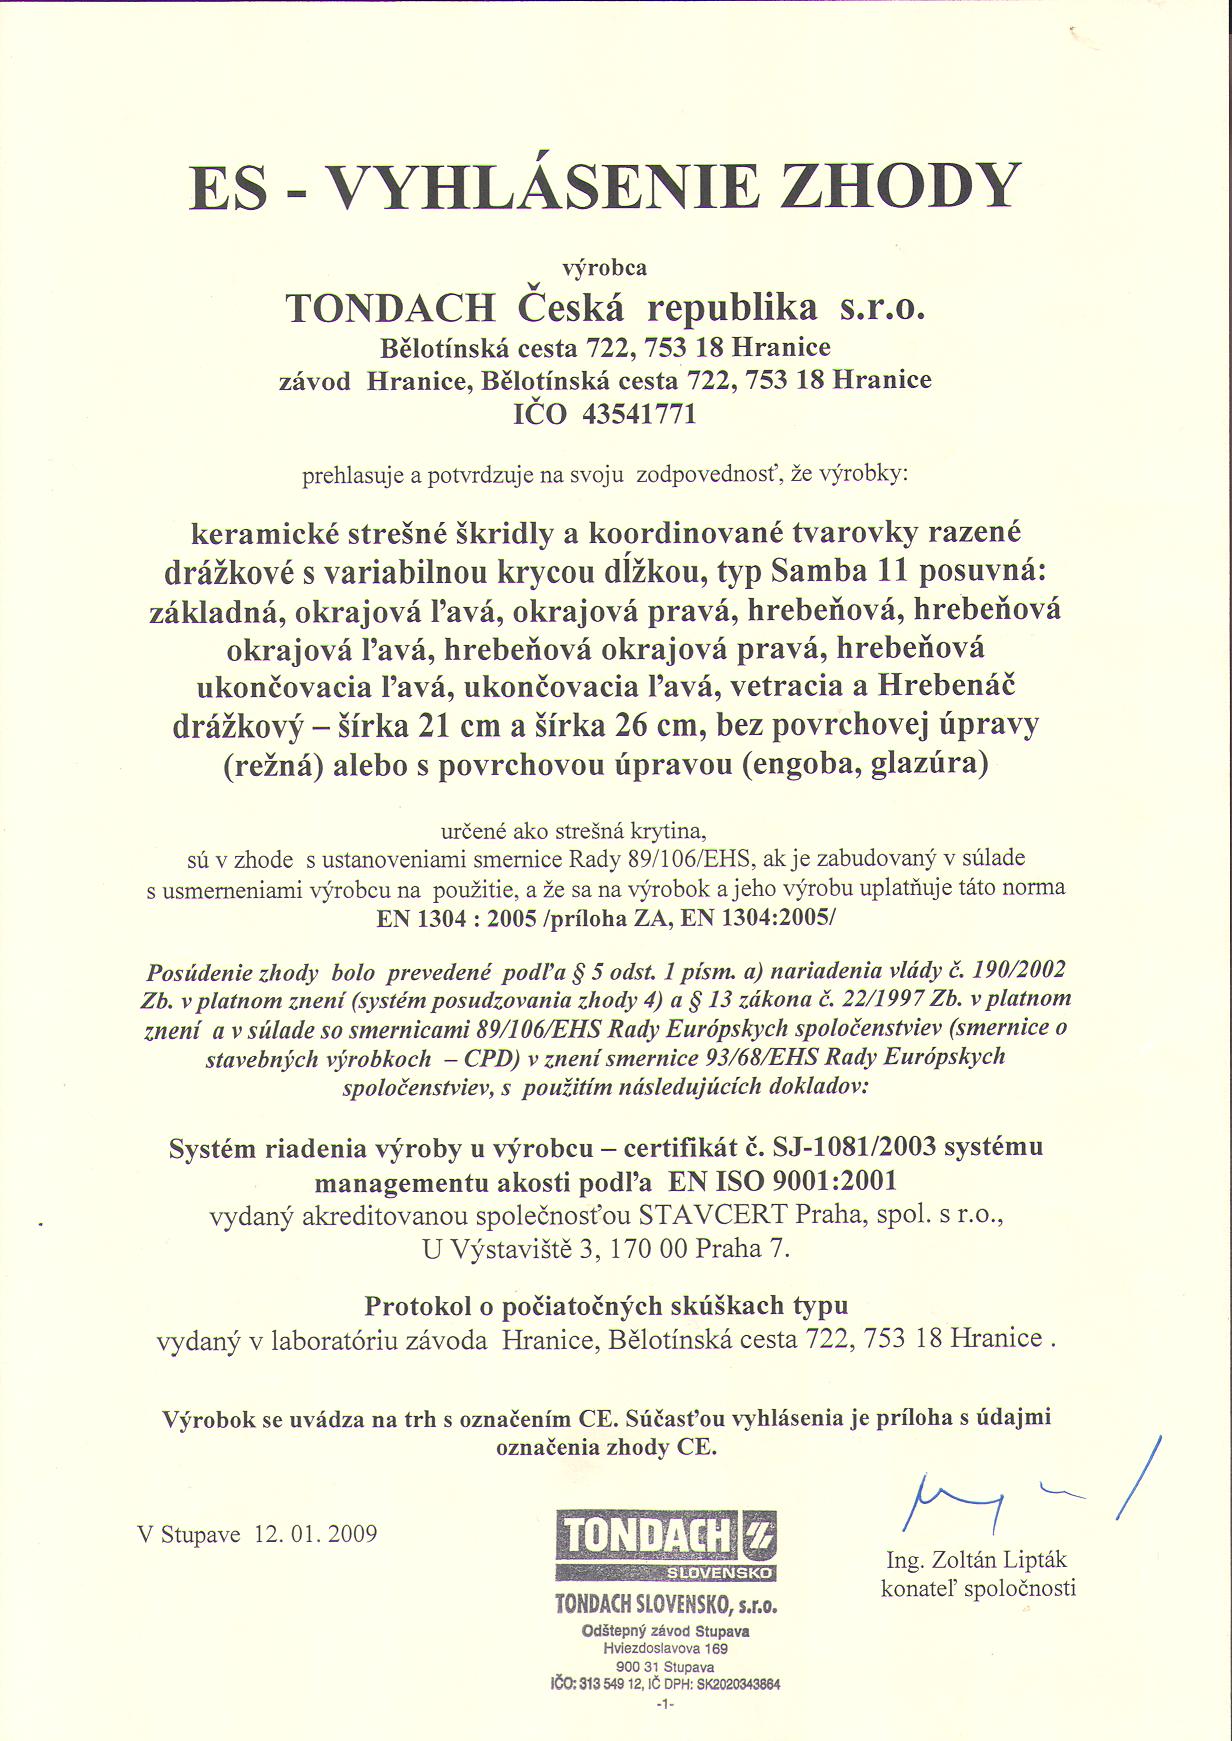 ES - VYHLÁSENIE ZHODY
výrobca
TONDACH Česká republika s.r.o.
Bělotínská cesta 722, 753 18 Hranice
závod Hranice, Bělotínská cesta 722, 753 18 Hranice
IČO 43541771
prehlasuje a potvrdzuje na svoju zodpovednosť, že výrobky:
keramické strešné škridly a koordinované tvarovky razené
drážkové s variabilnou krycou dĺžkou, typ Samba 11 posuvná:
základná, okrajová ľavá, okrajová pravá, hrebeňová, hrebeňová
okrajová ľavá, hrebeňová okrajová pravá, hrebeňová
ukončovacia ľavá, ukončovacia ľavá, vetracia a Hrebenáč
drážkový – šírka 21 cm a šírka 26 cm, bez povrchovej úpravy
(režná) alebo s povrchovou úpravou (engoba, glazúra)
určené ako strešná krytina,
sú v zhode s ustanoveniami smernice Rady 89/106/EHS, ak je zabudovaný v súlade
s usmerneniami výrobcu na použitie, a že sa na výrobok a jeho výrobu uplatňuje táto norma
EN 1304 : 2005 /príloha ZA, EN 1304:2005/
Posúdenie zhody bolo prevedené podľa § 5 odst. 1 písm. a) nariadenia vlády č. 190/2002
Zb. v platnom znení (systém posudzovania zhody 4) a § 13 zákona č. 22/1997 Zb. v platnom
znení a v súlade so smernicami 89/106/EHS Rady Európskych spoločenstviev (smernice o
stavebných výrobkoch – CPD) v znení smernice 93/68/EHS Rady Európskych
spoločenstviev, s použitím následujúcích dokladov:
Systém riadenia výroby u výrobcu – certifikát č. SJ-1081/2003 systému
managementu akosti podľa EN ISO 9001:2001
vydaný akreditovanou společnosťou STAVCERT Praha, spol. s r.o.,
U Výstaviště 3, 170 00 Praha 7.
Protokol o počiatočných skúškach typu
vydaný v laboratóriu závoda Hranice, Bělotínská cesta 722, 753 18 Hranice .
Výrobok se uvádza na trh s označením CE. Súčasťou vyhlásenia je príloha s údajmi
označenia zhody CE.
V Stupave 12. 01. 2009
TONDACH
SLOVENSKO
TONDACH SLOVENSKO, s.r.o.
Odštepný závod Stupava
Hviezdoslavova 169
900 31 Stupava
IČO: 313 549 12, IČ DPH: SK2020343864
-1-
Ing. Zoltán Lipták
konateľ spoločnosti